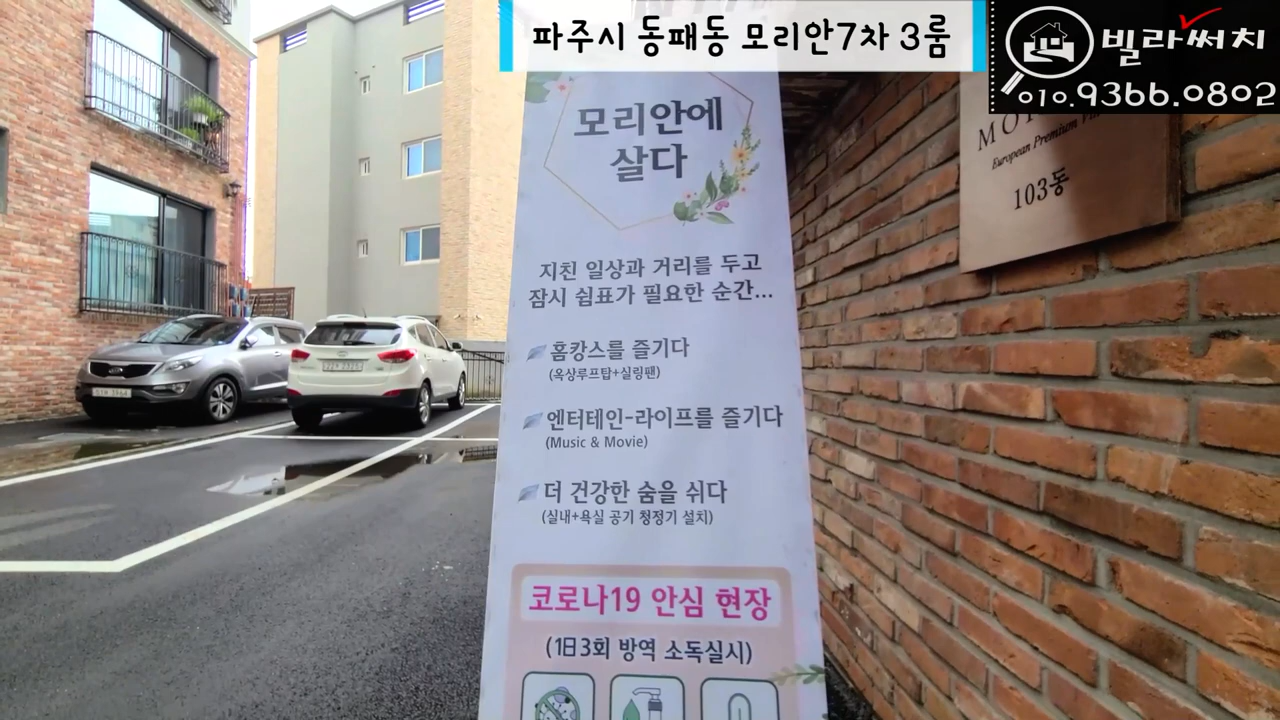 파주시 동패동 모리안7차 3룸
빌라써치
010.9366.0802
모리안에
살다
European Premium
103동
지친 일상과 거리를 두고
잠시 쉼표가 필요한 순간...
홈캉스를 즐기다
(옥상루프탑+실링팬)
엔터테인-라이프를 즐기다
(Music & Movie)
더 건강한 숨을 쉬다
(실내+욕실 공기 청정기 설치)
코로나19 안심 현장
(1日3회 방역 소독실시)